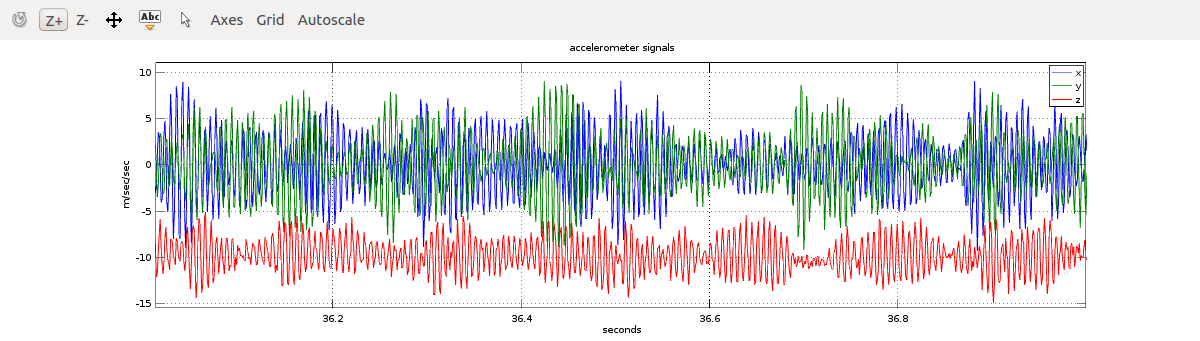 Z+ Z- Abc Axes Grid Autoscale
accelerometer signals
10
5
0
-5
-10
-15
m/sec/sec
x
y
z
36.2 36.4 36.6 36.8
seconds